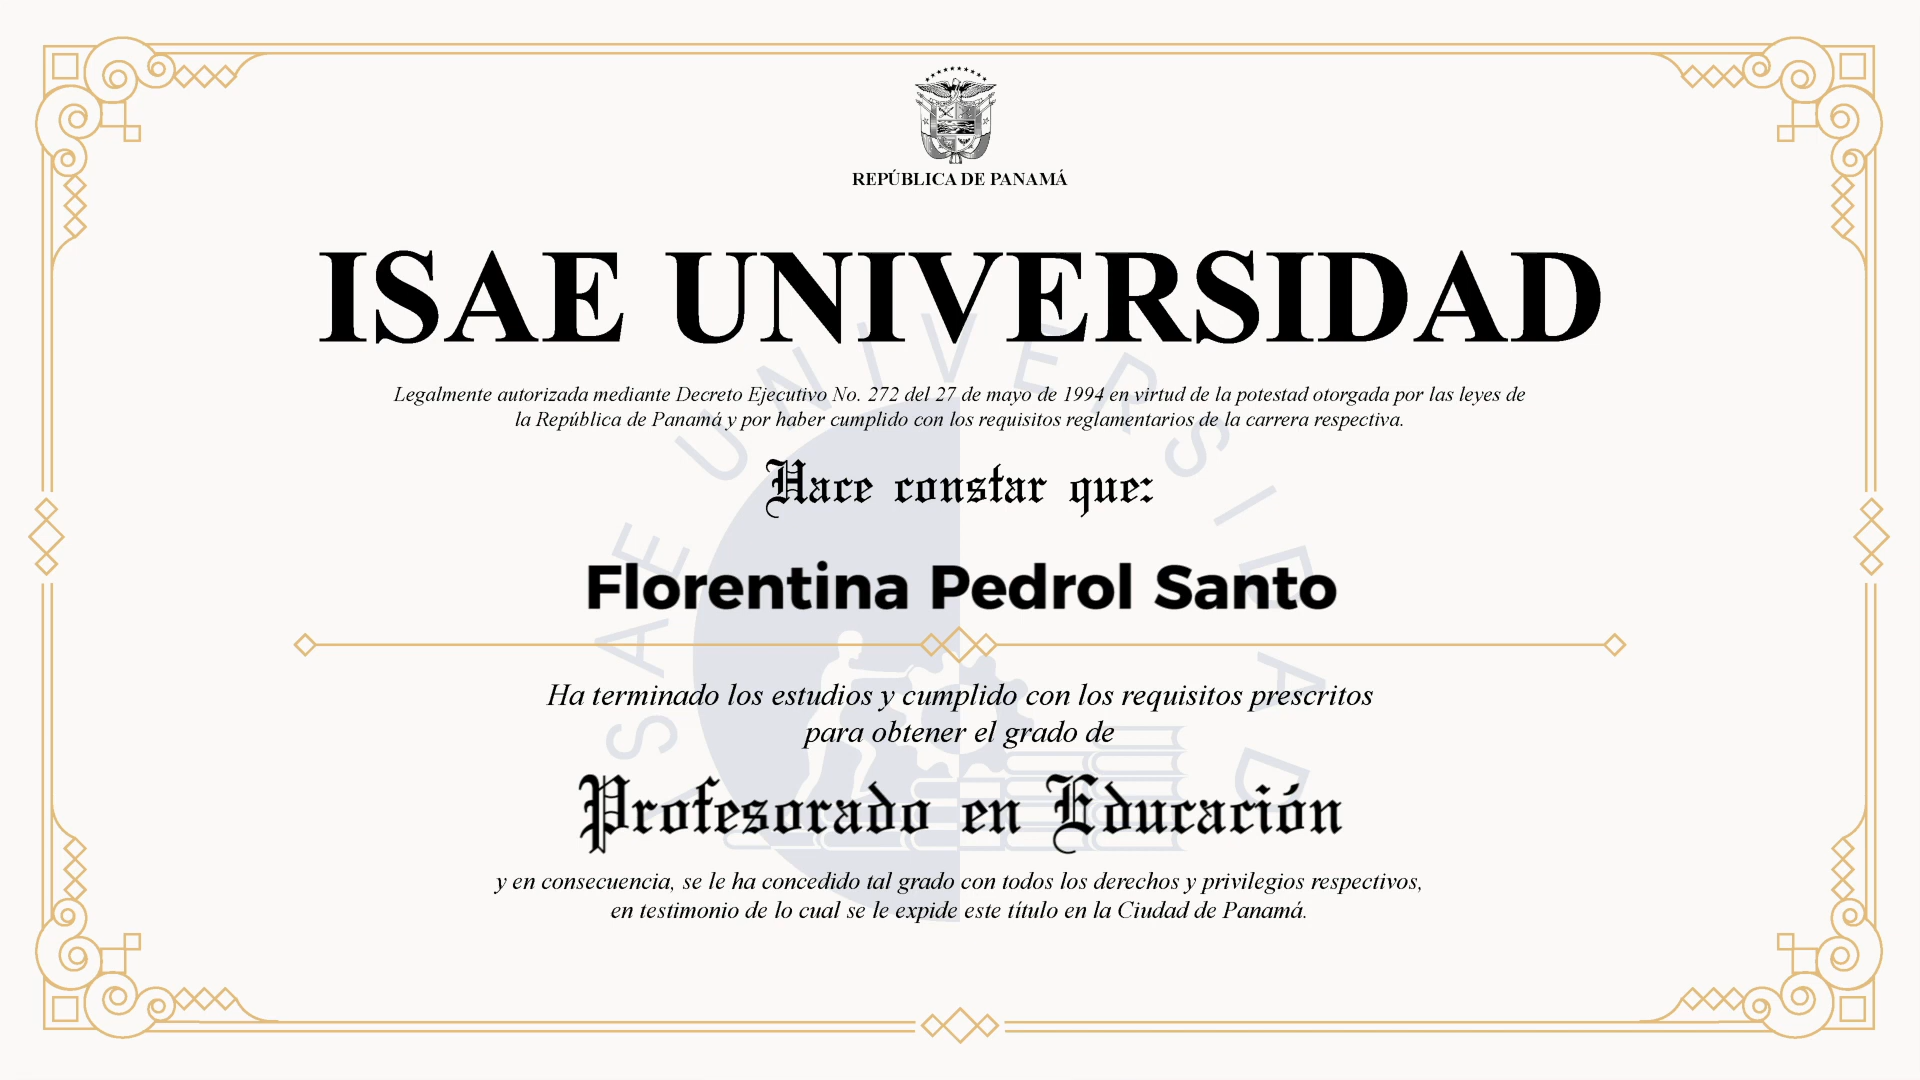 REPÚBLICA DE PANAMÁ
ISAE UNIVERSIDAD
Legalmente autorizada mediante Decreto Ejecutivo No. 272 del 27 de mayo de 1994 en virtud de la potestad otorgada por las leyes de
la República de Panamá y por haber cumplido con los requisitos reglamentarios de la carrera respectiva.
Hace constar que:
Florentina Pedrol Santo
Ha terminado los estudios y cumplido con los requisitos prescritos
para obtener el grado de
Profesorado en Educación
y en consecuencia, se le ha concedido tal grado con todos los derechos y privilegios respectivos,
en testimonio de lo cual se le expide este título en la Ciudad de Panamá.
ISAE UNIVERSIDAD